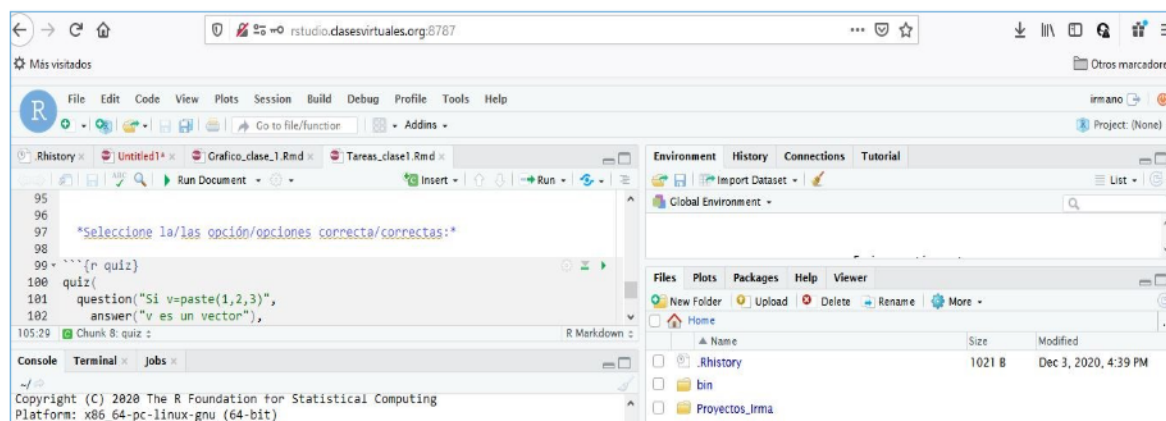 rstudio.clasesvirtuales.org:8787
Más visitados
Otros marcadore
R
File Edit Code View Plots Session Build Debug Profile Tools Help
irmano
Go to file/function
Addins
Project: (None)
.Rhistory
Untitled1*
Grafico_clase_1.Rmd
Tareas_clase1.Rmd
ABC
Run Document
Insert
Run
95
96
97 *Seleccione la/las opción/opciones correcta/correctas:*
98
99 ```{r quiz}
100 quiz(
101 question("Si v=paste(1,2,3)",
102 answer("v es un vector"),
105:29 Chunk 8: quiz
R Markdown
Console Terminal Jobs
~/
Copyright (C) 2020 The R Foundation for Statistical Computing
Platform: x86_64-pc-linux-gnu (64-bit)
Environment History Connections Tutorial
Import Dataset
List
Global Environment
Files Plots Packages Help Viewer
New Folder Upload Delete Rename More
Home
Name Size Modified
.Rhistory 1021 B Dec 3, 2020, 4:39 PM
bin
Proyectos_Irma